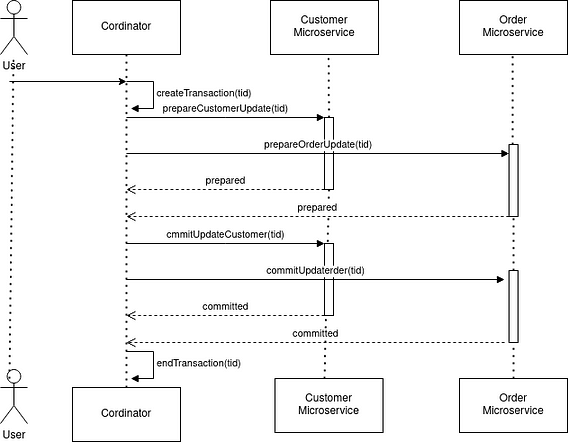 Cordinator
Customer
Microservice
Order
Microservice
User
createTransaction(tid)
prepareCustomerUpdate(tid)
prepareOrderUpdate(tid)
prepared
prepared
cmmitUpdateCustomer(tid)
commitUpdaterder(tid)
committed
committed
endTransaction(tid)
User
Cordinator
Customer
Microservice
Order
Microservice